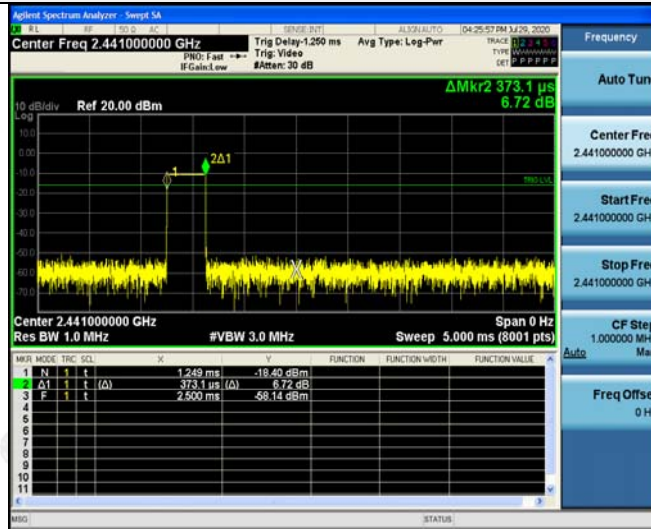 Agilent Spectrum Analyzer - Swept SA
RL RF 50 Ω AC SENSE:INT ALIGN AUTO 04:25:57 PM Jul 29, 2020
Center Freq 2.441000000 GHz
PNO: Fast
IFGain:Low
Trig Delay-1.250 ms
Trig: Video
#Atten: 30 dB
Avg Type: Log-Pwr
TRACE 1 2 3 4 5 6
TYPE
DET P P P P P P
ΔMkr2 373.1 µs
6.72 dB
10 dB/div Ref 20.00 dBm
Log
10.0
0.00
-10.0
-20.0
-30.0
-40.0
-50.0
-60.0
-70.0
1
2Δ1
TRIG LVL
X
Center 2.441000000 GHz Span 0 Hz
Res BW 1.0 MHz #VBW 3.0 MHz Sweep 5.000 ms (8001 pts)
MKR MODE TRC SCL X Y FUNCTION FUNCTION WIDTH FUNCTION VALUE
1 N 1 t 1.249 ms -18.40 dBm
2 Δ1 1 t (Δ) 373.1 µs (Δ) 6.72 dB
3 F 1 t 2.500 ms -58.14 dBm
4
5
6
7
8
9
10
11
MSG STATUS
Frequency
Auto Tun
Center Fre
2.441000000 GH
Start Fre
2.441000000 GH
Stop Fre
2.441000000 GH
CF Step
1.000000 MH
Auto Ma
Freq Offse
0 H